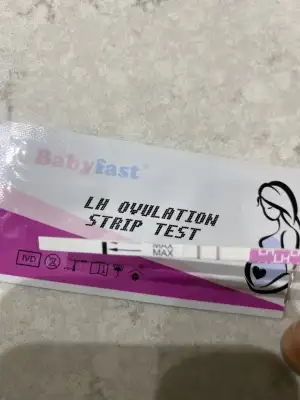 Babyfast®
LH OVULATION
STRIP TEST
MAX
MAX
IVD